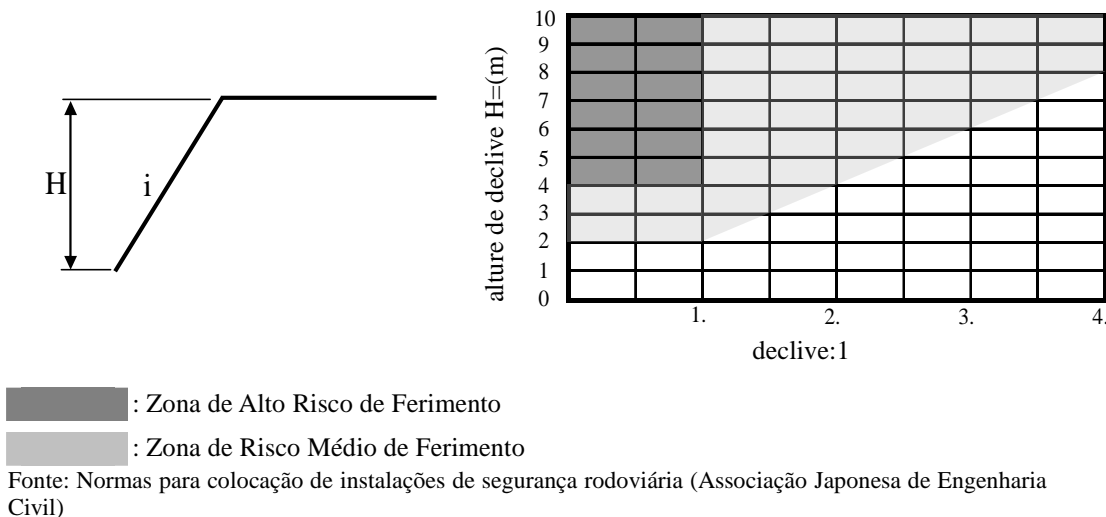 H
i
alture de declive H=(m)
10
9
8
7
6
5
4
3
2
1
0
1.
2.
3.
4.
declive:1
: Zona de Alto Risco de Ferimento
: Zona de Risco Médio de Ferimento
Fonte: Normas para colocação de instalações de segurança rodoviária (Associação Japonesa de Engenharia
Civil)